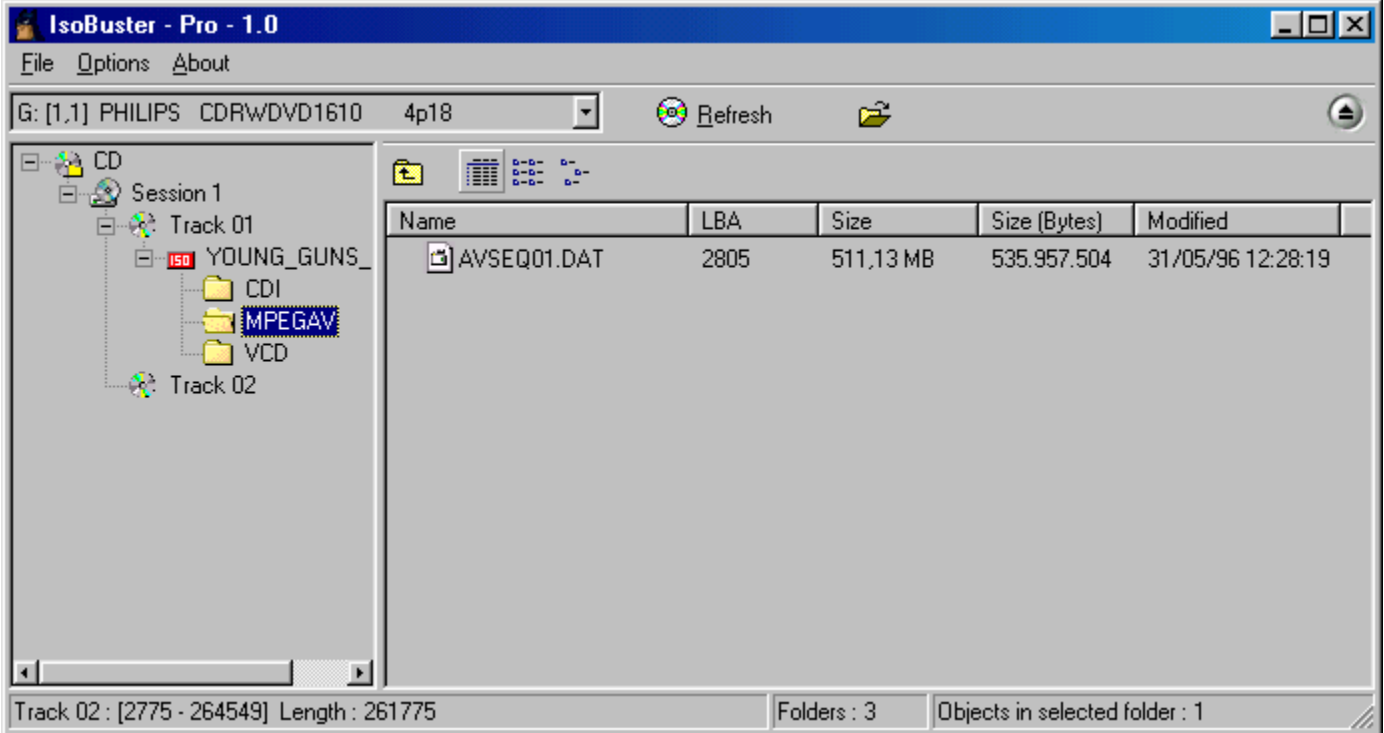 IsoBuster - Pro - 1.0
File Options About
G: [1,1] PHILIPS CDRWDVD1610 4p18
Refresh
CD
Session 1
Track 01
ISO YOUNG_GUNS_
CDI
MPEGAV
VCD
Track 02
Name LBA Size Size (Bytes) Modified
AVSEQ01.DAT 2805 511,13 MB 535.957.504 31/05/96 12:28:19
Track 02 : [2775 - 264549] Length : 261775
Folders : 3
Objects in selected folder : 1